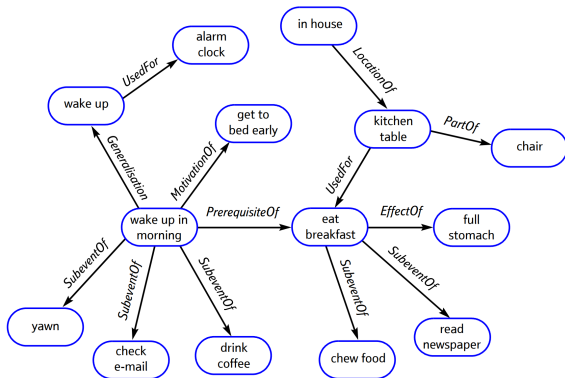 in house
alarm
clock
UsedFor
LocationOf
wake up
get to
bed early
kitchen
table
PartOf
chair
Generalisation
MotivationOf
UsedFor
wake up in
morning
PrerequisiteOf
eat
breakfast
EffectOf
full
stomach
SubeventOf
SubeventOf
SubeventOf
SubeventOf
SubeventOf
yawn
check
e-mail
drink
coffee
chew food
read
newspaper